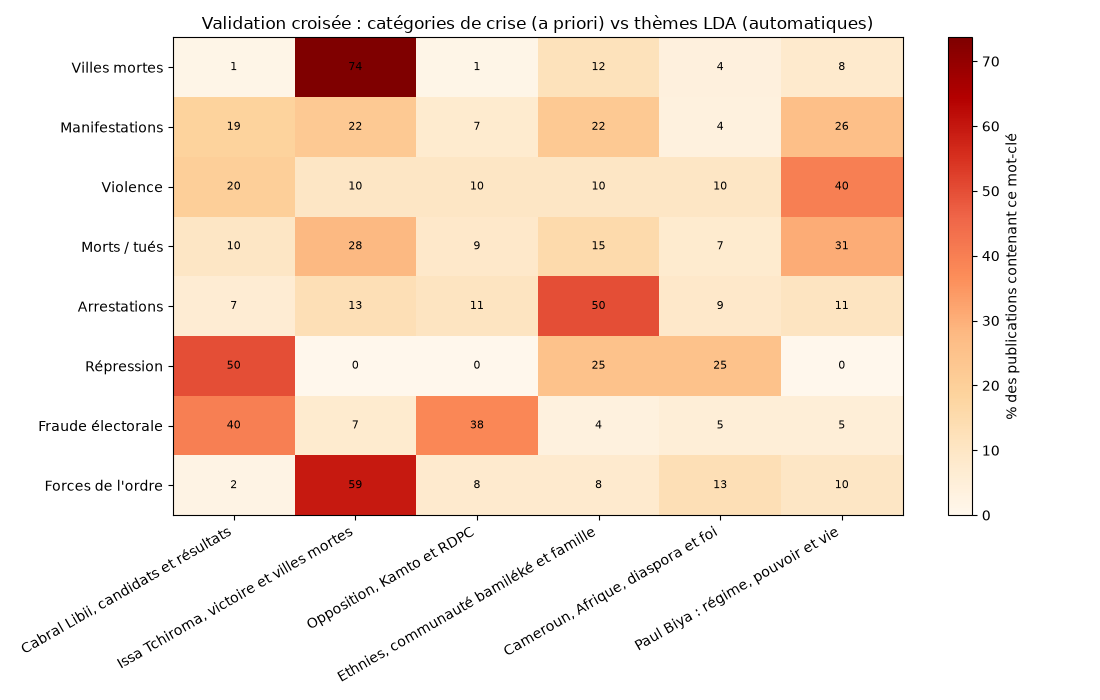 Validation croisée : catégories de crise (a priori) vs thèmes LDA (automatiques)
Villes mortes 1 74 1 12 4 8
Manifestations 19 22 7 22 4 26
Violence 20 10 10 10 10 40
Morts / tués 10 28 9 15 7 31
Arrestations 7 13 11 50 9 11
Répression 50 0 0 25 25 0
Fraude électorale 40 7 38 4 5 5
Forces de l'ordre 2 59 8 8 13 10
Cabral Libii, candidats et résultats
Issa Tchiroma, victoire et villes mortes
Opposition, Kamto et RDPC
Ethnies, communauté bamiléké et famille
Cameroun, Afrique, diaspora et foi
Paul Biya : régime, pouvoir et vie
70
60
50
40
30
20
10
0
% des publications contenant ce mot-clé